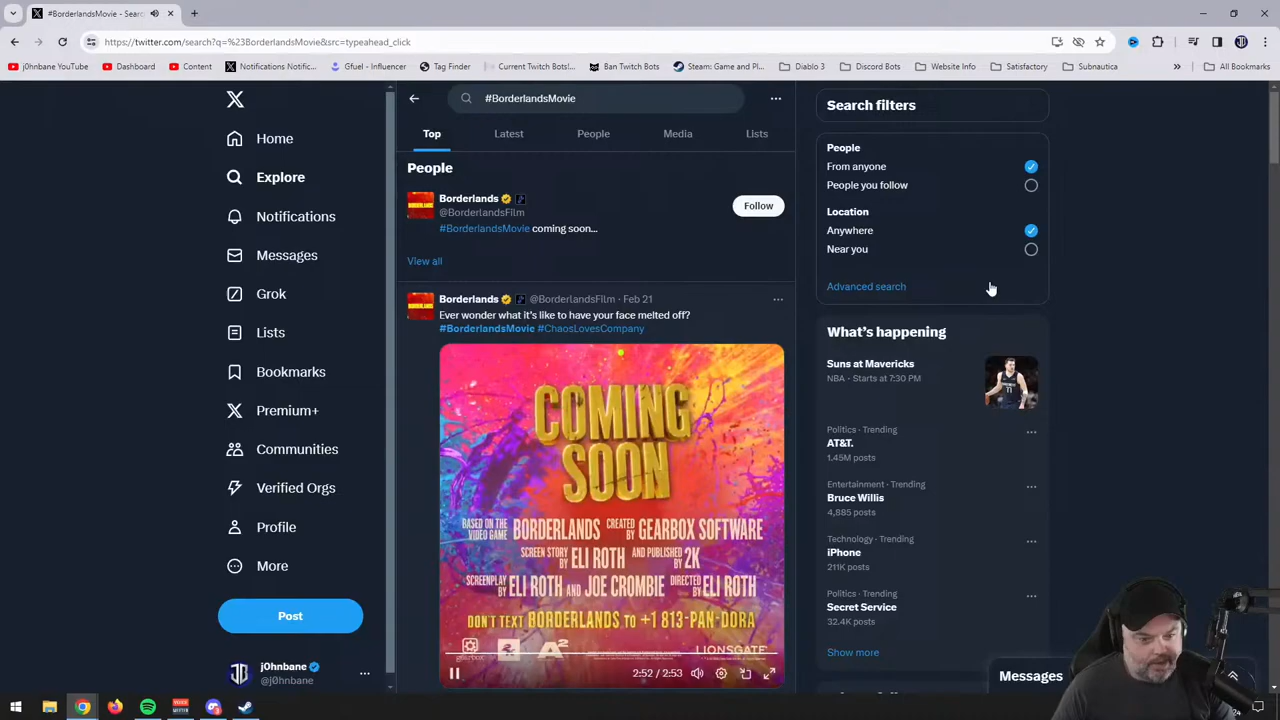 #BorderlandsMovie - Sear
https://twitter.com/search?q=%23BorderlandsMovie&src=typeahead_click
j0hnbane YouTube
Dashboard
Content
Notifications Notific...
Gfuel - Influencer
Tag Finder
Current Twitch Bots!...
Ban Twitch Bots
Steam: Game and Pl...
Diablo 3
Discord Bots
Website Info
Satisfactory
Subnautica
All Bookmarks
Home
Explore
Notifications
Messages
Grok
Lists
Bookmarks
Premium+
Communities
Verified Orgs
Profile
More
Post
j0hnbane
@j0hnbane
#BorderlandsMovie
Top Latest People Media Lists
People
Borderlands
@BorderlandsFilm
#BorderlandsMovie coming soon...
Follow
View all
Borderlands @BorderlandsFilm · Feb 21
Ever wonder what it's like to have your face melted off?
#BorderlandsMovie #ChaosLovesCompany
COMING
SOON
BASED ON THE VIDEO GAME BORDERLANDS CREATED BY GEARBOX SOFTWARE
SCREEN STORY BY ELI ROTH AND PUBLISHED BY 2K
SCREENPLAY BY ELI ROTH AND JOE CROMBIE DIRECTED BY ELI ROTH
DON'T TEXT BORDERLANDS TO +1 813-PAN-DORA
gearbox
A2
LIONSGATE
2:52 / 2:53
Search filters
People
From anyone
People you follow
Location
Anywhere
Near you
Advanced search
What's happening
Suns at Mavericks
NBA · Starts at 7:30 PM
Politics · Trending
AT&T.
1.45M posts
Entertainment · Trending
Bruce Willis
4,885 posts
Technology · Trending
iPhone
211K posts
Politics · Trending
Secret Service
32.4K posts
Show more
Messages